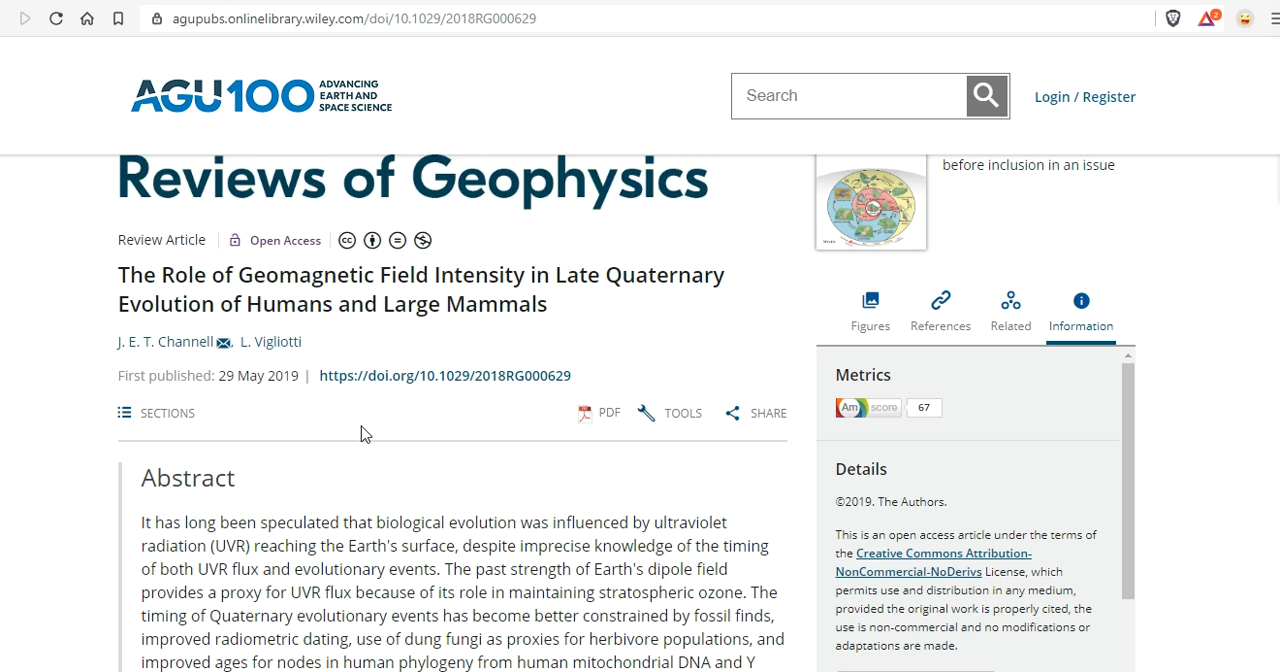 agupubs.onlinelibrary.wiley.com/doi/10.1029/2018RG000629
2
AGU100 ADVANCING
EARTH AND
SPACE SCIENCE
Search
Login / Register
Reviews of Geophysics
before inclusion in an issue
Review Article
Open Access
cc
The Role of Geomagnetic Field Intensity in Late Quaternary
Evolution of Humans and Large Mammals
J. E. T. Channell, L. Vigliotti
First published: 29 May 2019 | https://doi.org/10.1029/2018RG000629
SECTIONS
PDF
TOOLS
SHARE
Abstract
It has long been speculated that biological evolution was influenced by ultraviolet
radiation (UVR) reaching the Earth's surface, despite imprecise knowledge of the timing
of both UVR flux and evolutionary events. The past strength of Earth's dipole field
provides a proxy for UVR flux because of its role in maintaining stratospheric ozone. The
timing of Quaternary evolutionary events has become better constrained by fossil finds,
improved radiometric dating, use of dung fungi as proxies for herbivore populations, and
improved ages for nodes in human phylogeny from human mitochondrial DNA and Y
Figures
References
Related
Information
Metrics
Am score 67
Details
©2019. The Authors.
This is an open access article under the terms of
the Creative Commons Attribution-
NonCommercial-NoDerivs License, which
permits use and distribution in any medium,
provided the original work is properly cited, the
use is non-commercial and no modifications or
adaptations are made.